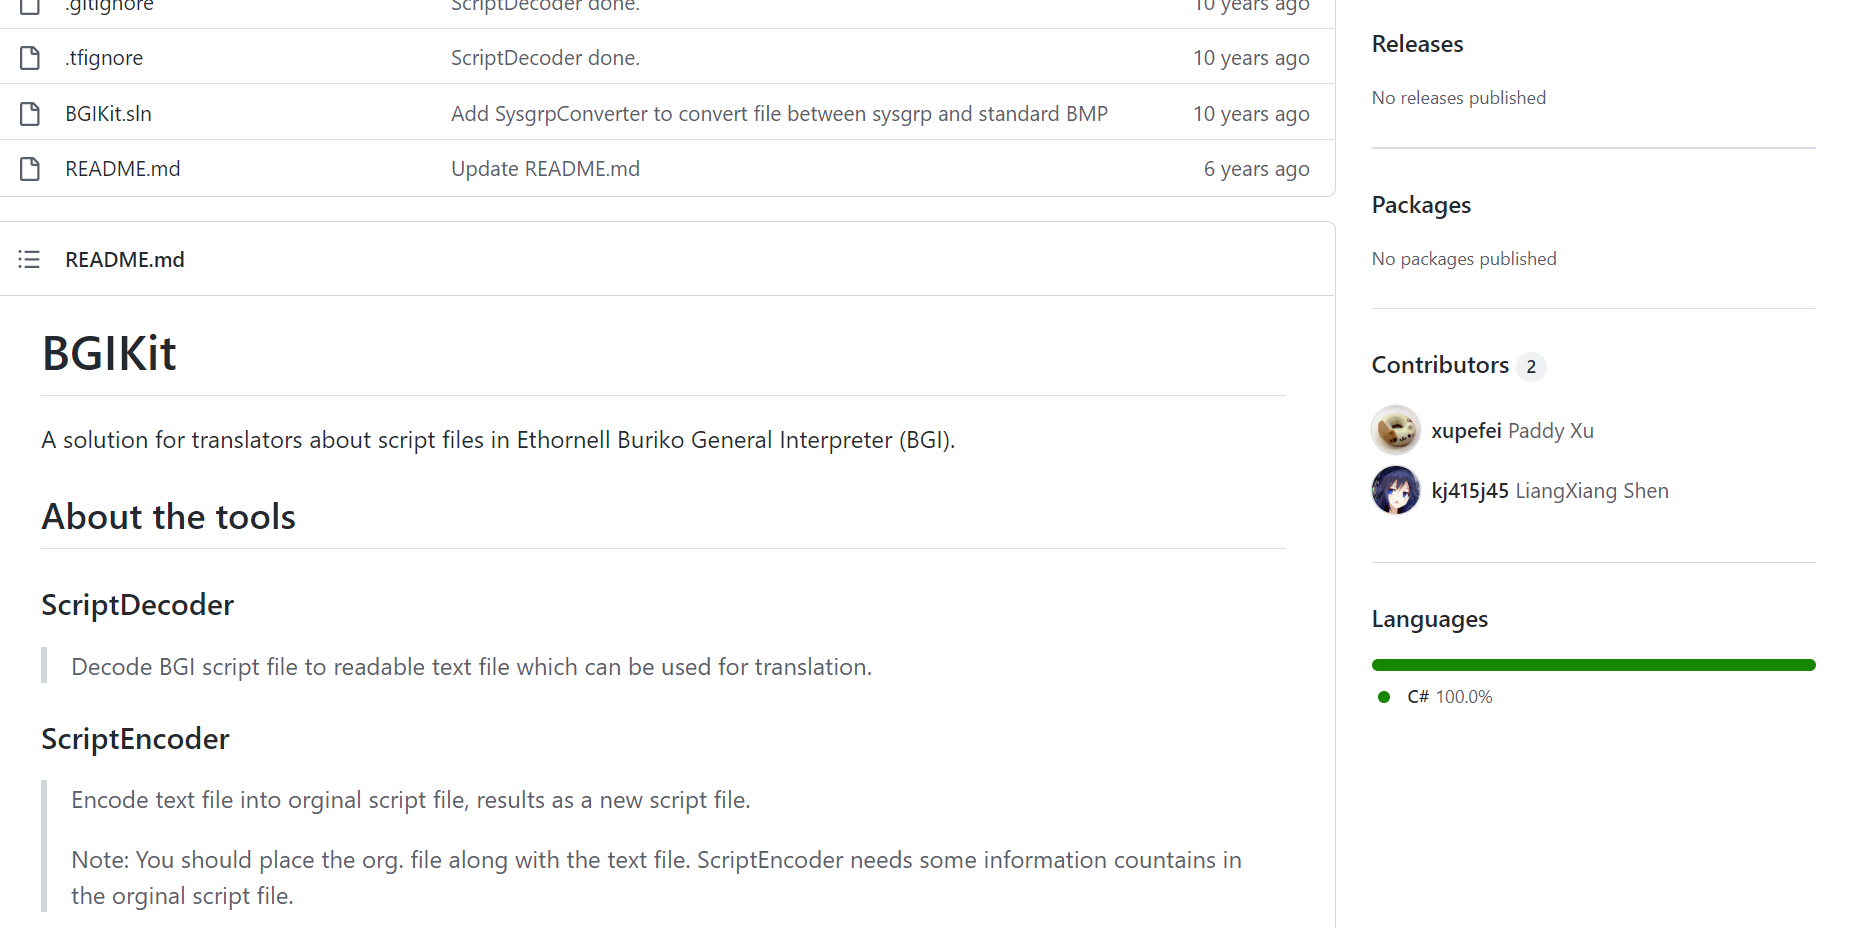 .gitignore ScriptDecoder done. 10 years ago
.tfignore ScriptDecoder done. 10 years ago
BGIKit.sln Add SysgrpConverter to convert file between sysgrp and standard BMP 10 years ago
README.md Update README.md 6 years ago
README.md
BGIKit
A solution for translators about script files in Ethornell Buriko General Interpreter (BGI).
About the tools
ScriptDecoder
Decode BGI script file to readable text file which can be used for translation.
ScriptEncoder
Encode text file into orginal script file, results as a new script file.
Note: You should place the org. file along with the text file. ScriptEncoder needs some information countains in
the orginal script file.
Releases
No releases published
Packages
No packages published
Contributors 2
xupefei Paddy Xu
kj415j45 LiangXiang Shen
Languages
C# 100.0%